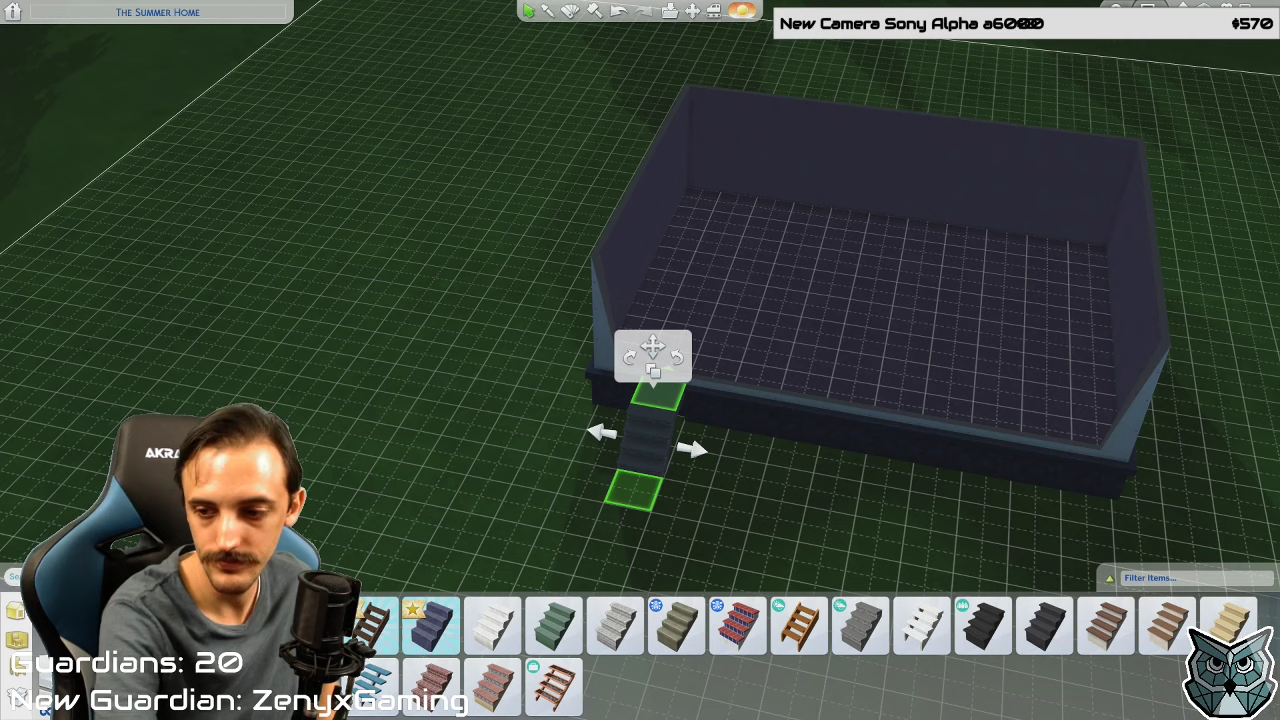 The Summer Home
New Camera Sony Alpha a6000 $570
AKRA
Filter Items...
Guardians: 20
New Guardian: ZenyxGaming